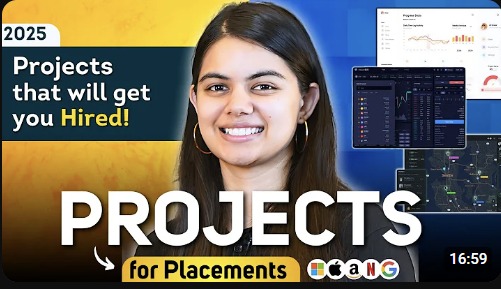 2025
Projects
that will get
you Hired!
PROJECTS
for Placements
16:59